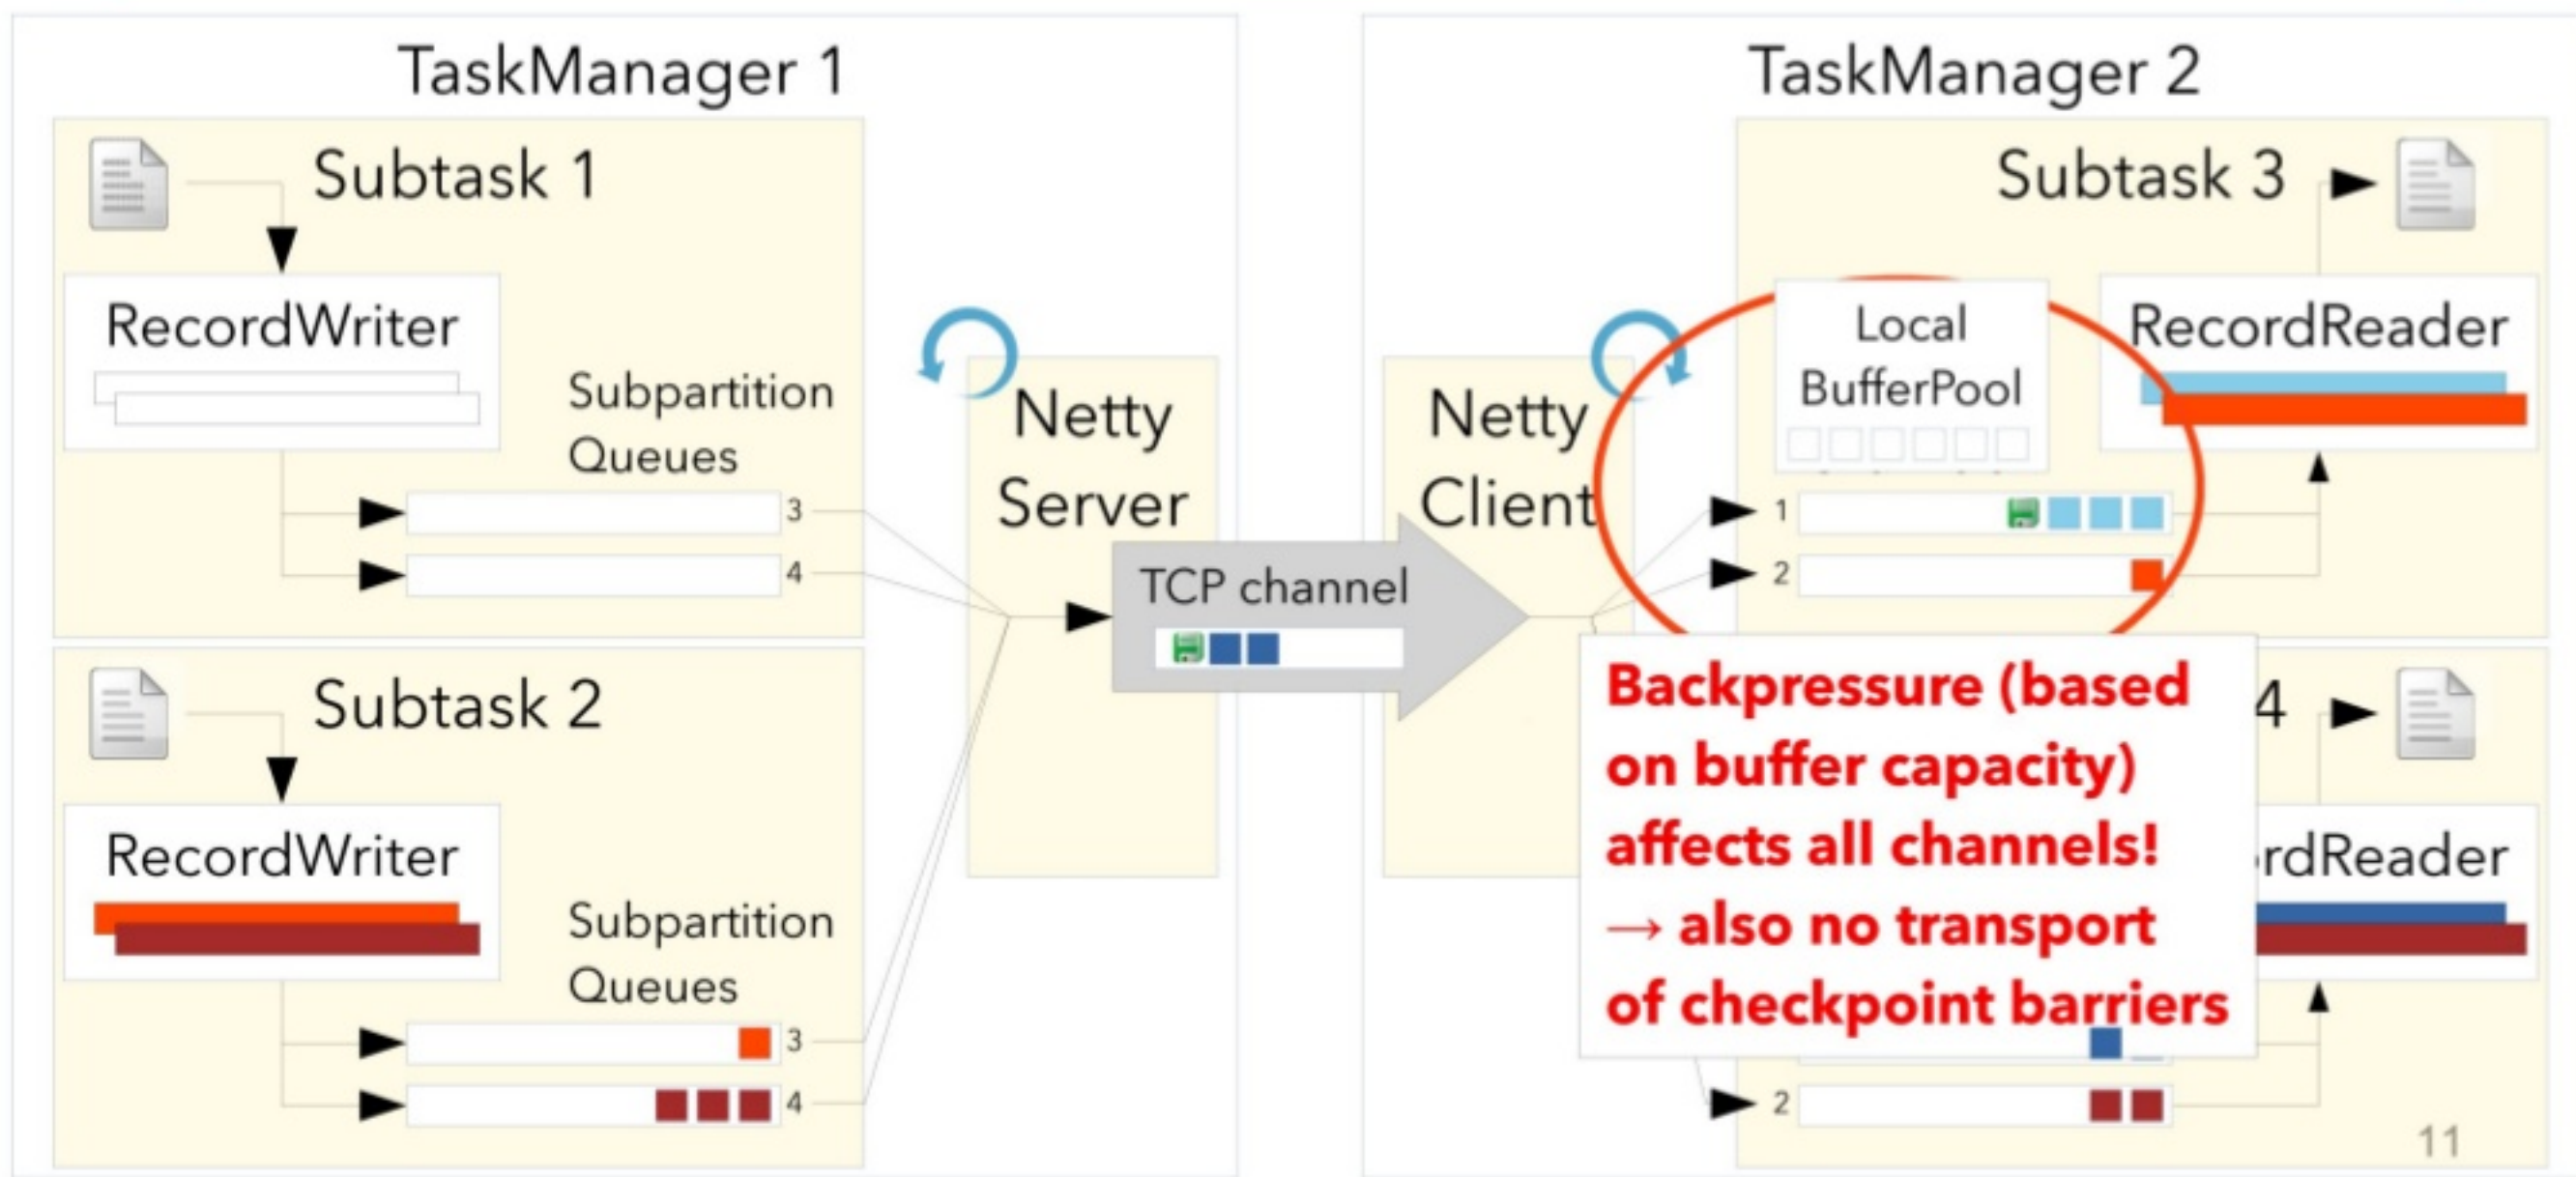 TaskManager 1
Subtask 1
RecordWriter
Subpartition
Queues
3
4
Subtask 2
RecordWriter
Subpartition
Queues
3
4
Netty
Server
TCP channel
TaskManager 2
Netty
Client
Subtask 3
Local
BufferPool
RecordReader
1
2
Backpressure (based
on buffer capacity)
affects all channels!
→ also no transport
of checkpoint barriers
4
rdReader
2
11